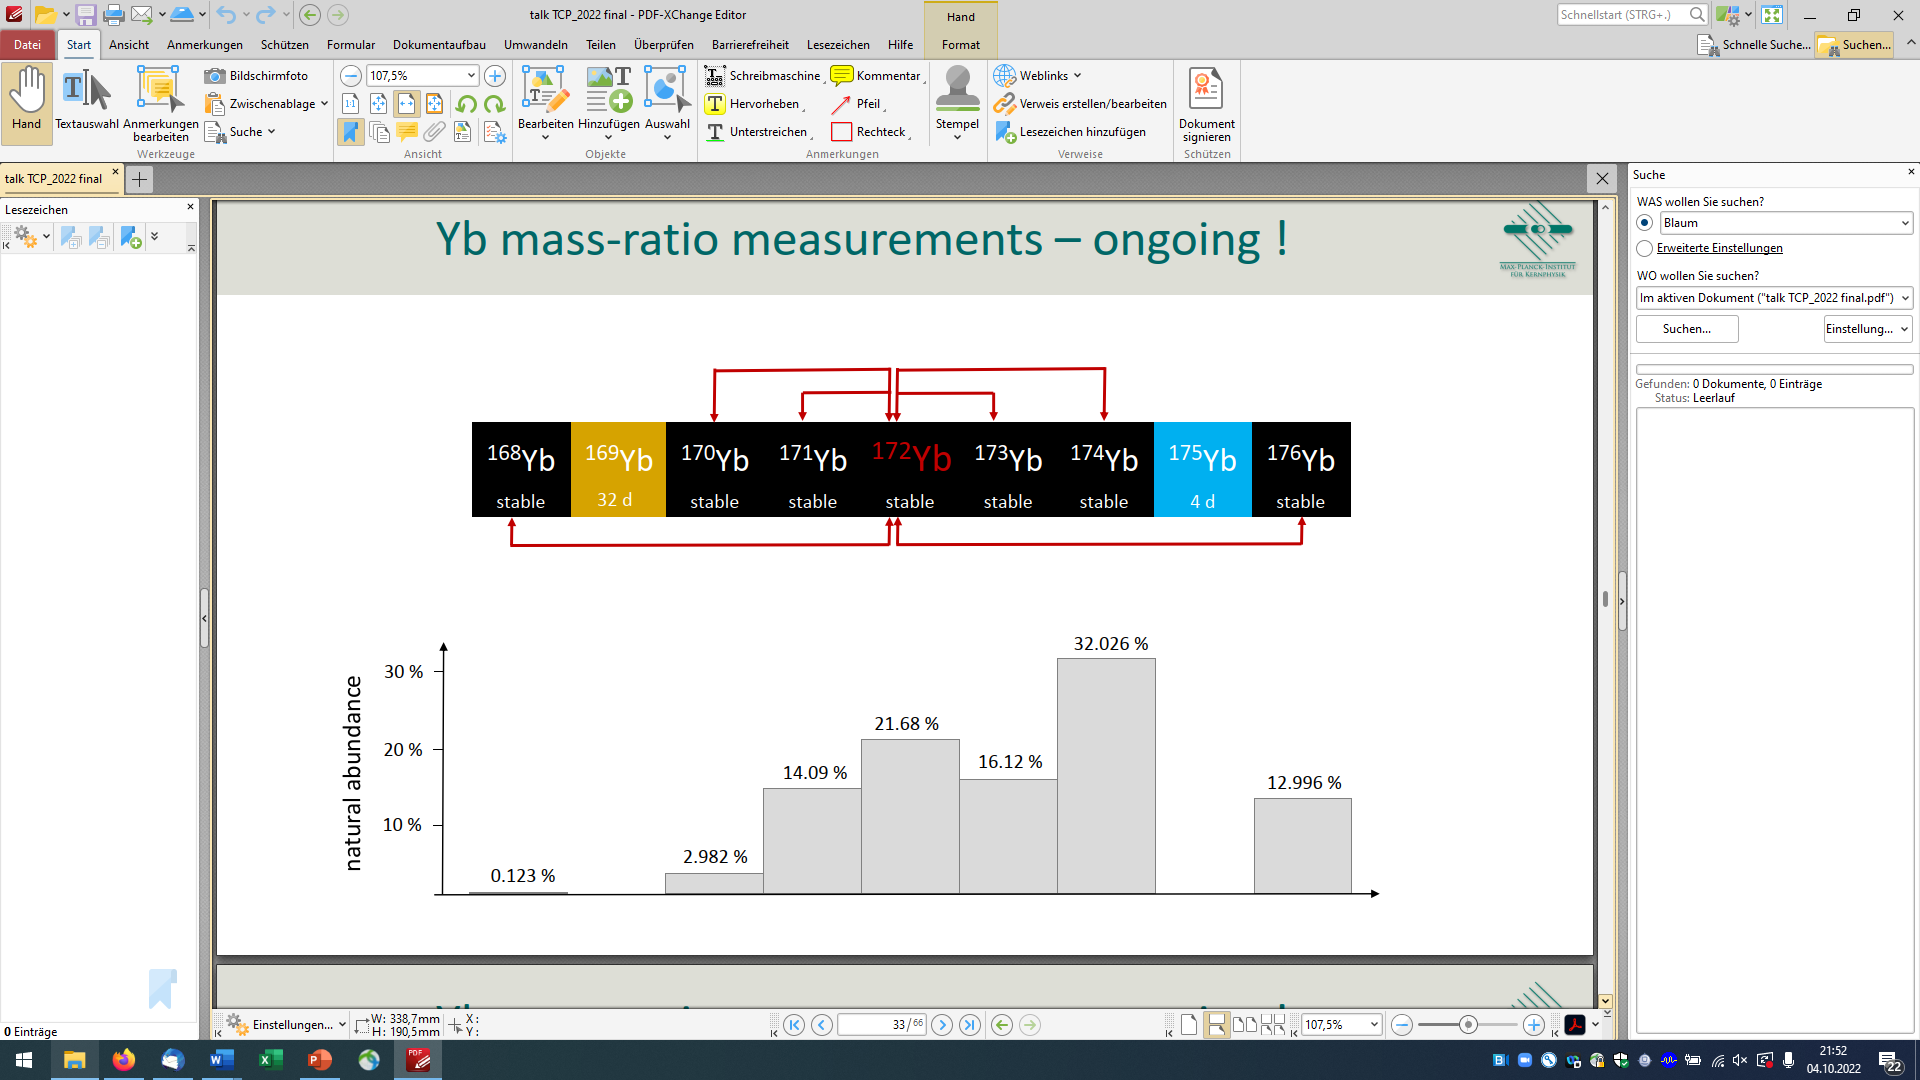 talk TCP_2022 final - PDF-XChange Editor
Hand
Schnellstart (STRG+.)
Datei Start Ansicht Anmerkungen Schützen Formular Dokumentaufbau Umwandeln Teilen Überprüfen Barrierefreiheit Lesezeichen Hilfe Format
Schnelle Suche... Suchen...
Hand
Textauswahl
Anmerkungen bearbeiten
Bildschirmfoto
Zwischenablage
Suche
Werkzeuge
107,5%
Ansicht
Bearbeiten Hinzufügen Auswahl
Objekte
Schreibmaschine Kommentar
Hervorheben Pfeil
Unterstreichen Rechteck
Stempel
Anmerkungen
Weblinks
Verweis erstellen/bearbeiten
Lesezeichen hinzufügen
Verweise
Dokument signieren
Schützen
talk TCP_2022 final
Lesezeichen
0 Einträge
Yb mass-ratio measurements – ongoing !
MAX-PLANCK-INSTITUT
FÜR KERNPHYSIK
168Yb 169Yb 170Yb 171Yb 172Yb 173Yb 174Yb 175Yb 176Yb
stable 32 d stable stable stable stable stable 4 d stable
natural abundance
30 %
20 %
10 %
0.123 %
2.982 %
14.09 %
21.68 %
16.12 %
32.026 %
12.996 %
Suche
WAS wollen Sie suchen?
Blaum
Erweiterte Einstellungen
WO wollen Sie suchen?
Im aktiven Dokument ("talk TCP_2022 final.pdf")
Suchen... Einstellung...
Gefunden: 0 Dokumente, 0 Einträge
Status: Leerlauf
Einstellungen...
W: 338,7mm
H: 190,5mm
X:
Y:
33 / 66
107,5%
21:52
04.10.2022
22